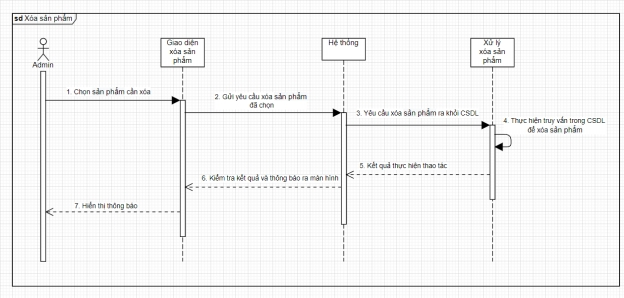 sd Xóa sản phẩm
Giao diện
xóa sản
phẩm
Hệ thống
Xử lý
xóa sản
phẩm
Admin
1. Chọn sản phẩm cần xóa
2. Gửi yêu cầu xóa sản phẩm
đã chọn
3. Yêu cầu xóa sản phẩm ra khỏi CSDL
4. Thực hiện truy vấn trong CSDL
để xóa sản phẩm
5. Kết quả thực hiện thao tác
6. Kiểm tra kết quả và thông báo ra màn hình
7. Hiển thị thông báo